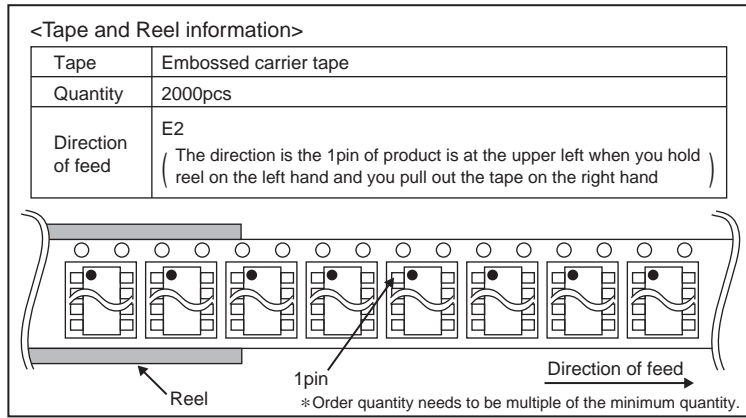 <Tape and Reel information>
Tape Embossed carrier tape
Quantity 2000pcs
Direction of feed E2
( The direction is the 1pin of product is at the upper left when you hold
reel on the left hand and you pull out the tape on the right hand )
Reel
1pin
Direction of feed
*Order quantity needs to be multiple of the minimum quantity.